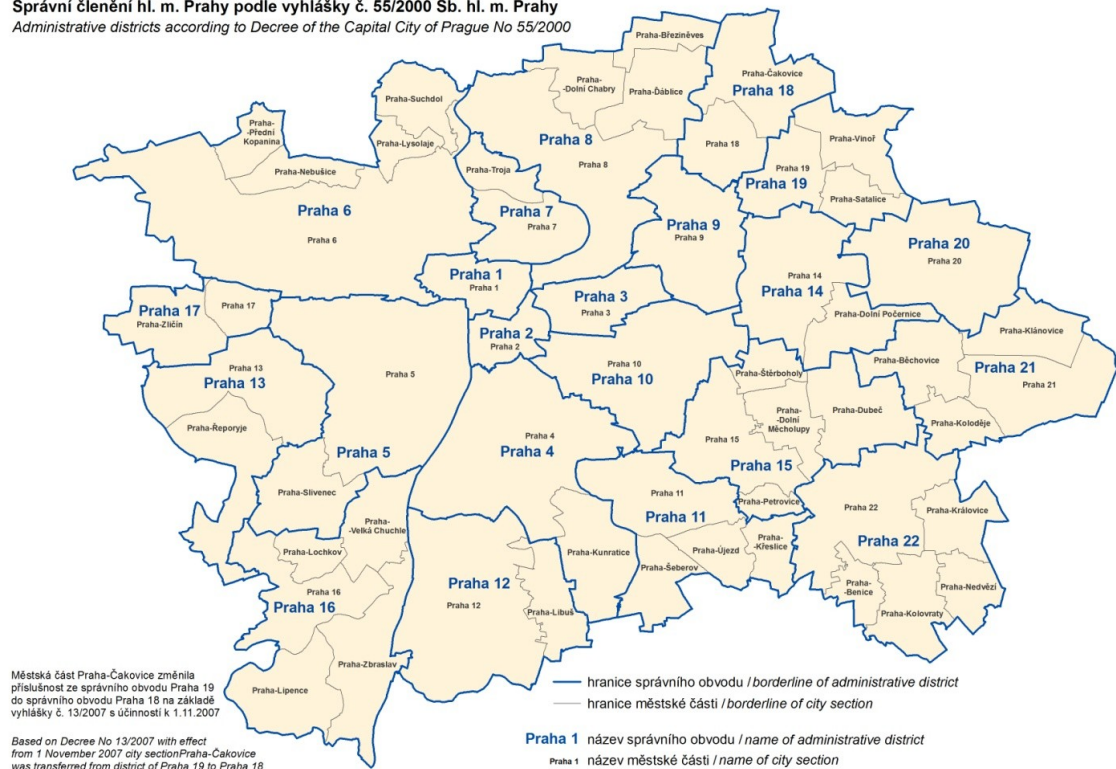 Správní členění hl. m. Prahy podle vyhlášky č. 55/2000 Sb. hl. m. Prahy
Administrative districts according to Decree of the Capital City of Prague No 55/2000
Praha-Březiněves
Praha-
-Dolní Chabry
Praha-Ďáblice
Praha-Čakovice
Praha 18
Praha 18
Praha-Suchdol
Praha-Lysolaje
Praha-
-Přední
Kopanina
Praha-Nebušice
Praha 6
Praha 6
Praha 8
Praha 8
Praha-Troja
Praha 7
Praha 7
Praha-Vinoř
Praha 19
Praha 19
Praha-Satalice
Praha 9
Praha 9
Praha 20
Praha 20
Praha 1
Praha 1
Praha 14
Praha 14
Praha 3
Praha 3
Praha-Dolní Počernice
Praha-Klánovice
Praha 17
Praha 17
Praha-Zličín
Praha 2
Praha 2
Praha 10
Praha 10
Praha-Běchovice
Praha 21
Praha 21
Praha 13
Praha 13
Praha 5
Praha 5
Praha-Štěrboholy
Praha-
-Dolní
Měcholupy
Praha-Dubeč
Praha-Koloděje
Praha-Řeporyje
Praha 4
Praha 4
Praha 15
Praha 15
Praha-Petrovice
Praha-Slivenec
Praha 11
Praha 11
Praha 22
Praha 22
Praha-Královice
Praha-
-Velká Chuchle
Praha-Lochkov
Praha-Kunratice
Praha-Šeberov
Praha-Újezd
Praha-
-Křeslice
Praha-
-Benice
Praha-Kolovraty
Praha-Nedvězí
Praha 16
Praha 16
Praha 12
Praha 12
Praha-Libuš
Praha-Zbraslav
Praha-Lipence
Městská část Praha-Čakovice změnila
příslušnost ze správního obvodu Praha 19
do správního obvodu Praha 18 na základě
vyhlášky č. 13/2007 s účinností k 1.11.2007
Based on Decree No 13/2007 with effect
from 1 November 2007 city sectionPraha-Čakovice
was transferred from district of Praha 19 to Praha 18
hranice správního obvodu / borderline of administrative district
hranice městské části / borderline of city section
Praha 1 název správního obvodu / name of administrative district
Praha 1 název městské části / name of city section